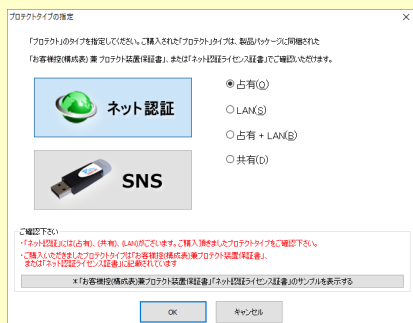 プロテクトタイプの指定
「プロテクト」のタイプを指定してください。ご購入された「プロテクト」タイプは、製品パッケージに同梱された
「お客様控(構成表) 兼 プロテクト装置保証書」、または「ネット認証ライセンス証書」でご確認いただけます。
ネット認証
SNS
占有(O)
LAN(S)
占有 + LAN(B)
共有(D)
ご確認下さい
・「ネット認証」には(占有)、(共有)、(LAN)がございます。ご購入頂きましたプロテクトタイプをご確認下さい。
・ご購入いただきましたプロテクトタイプは「お客様控(構成表)兼プロテクト装置保証書」、
または「ネット認証ライセンス証書」に記載されています
*「お客様控(構成表)兼プロテクト装置保証書」「ネット認証ライセンス証書」のサンプルを表示する
OK
キャンセル